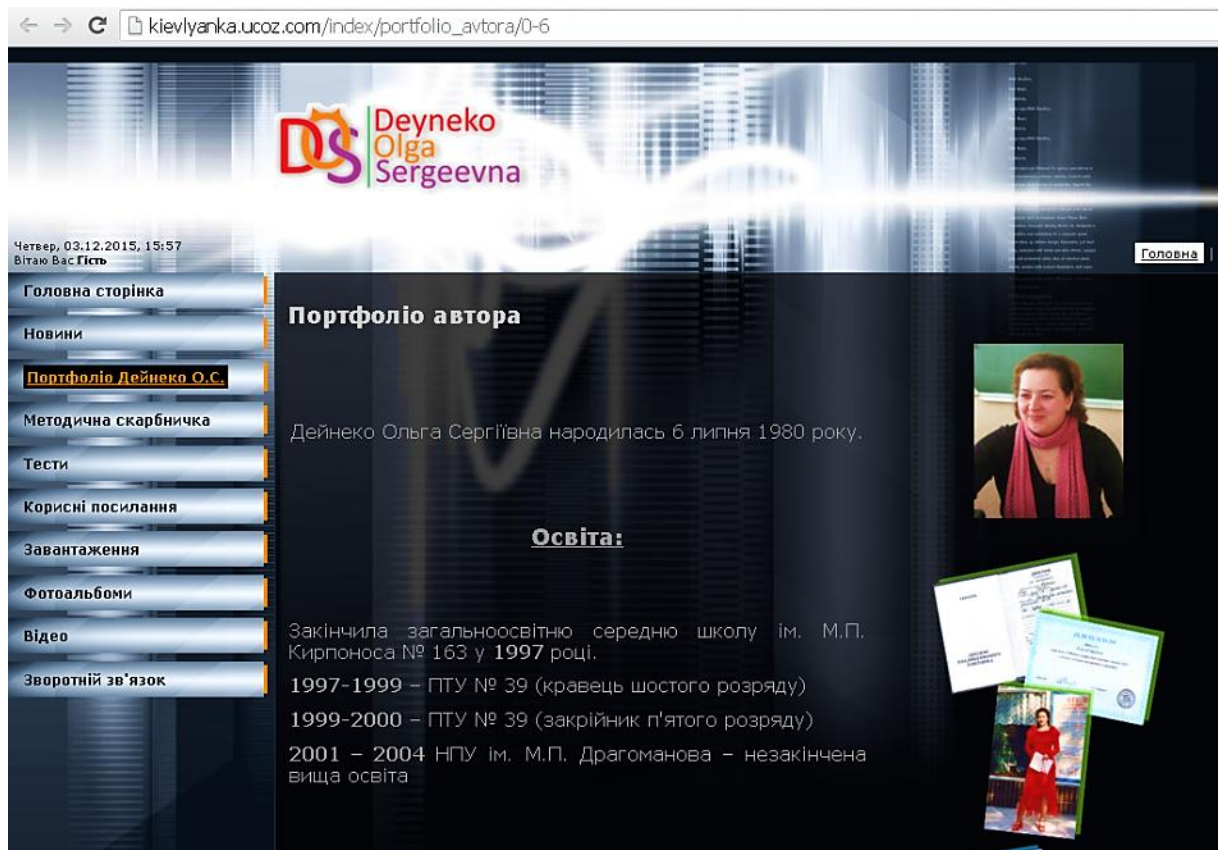 kievlyanka.ucoz.com/index/portfolio_avtora/0-6
DOS
Deyneko
Olga
Sergeevna
Четвер, 03.12.2015, 15:57
Вітаю Вас Гість
Головна |
Головна сторінка
Новини
Портфоліо Дейнеко О.С.
Методична скарбничка
Тести
Корисні посилання
Завантаження
Фотоальбоми
Відео
Зворотній зв'язок
Портфоліо автора
Дейнеко Ольга Сергіївна народилась 6 липня 1980 року.
Освіта:
Закінчила загальноосвітню середню школу ім. М.П.
Кирпоноса № 163 у 1997 році.
1997-1999 – ПТУ № 39 (кравець шостого розряду)
1999-2000 – ПТУ № 39 (закрійник п'ятого розряду)
2001 – 2004 НПУ ім. М.П. Драгоманова – незакінчена
вища освіта